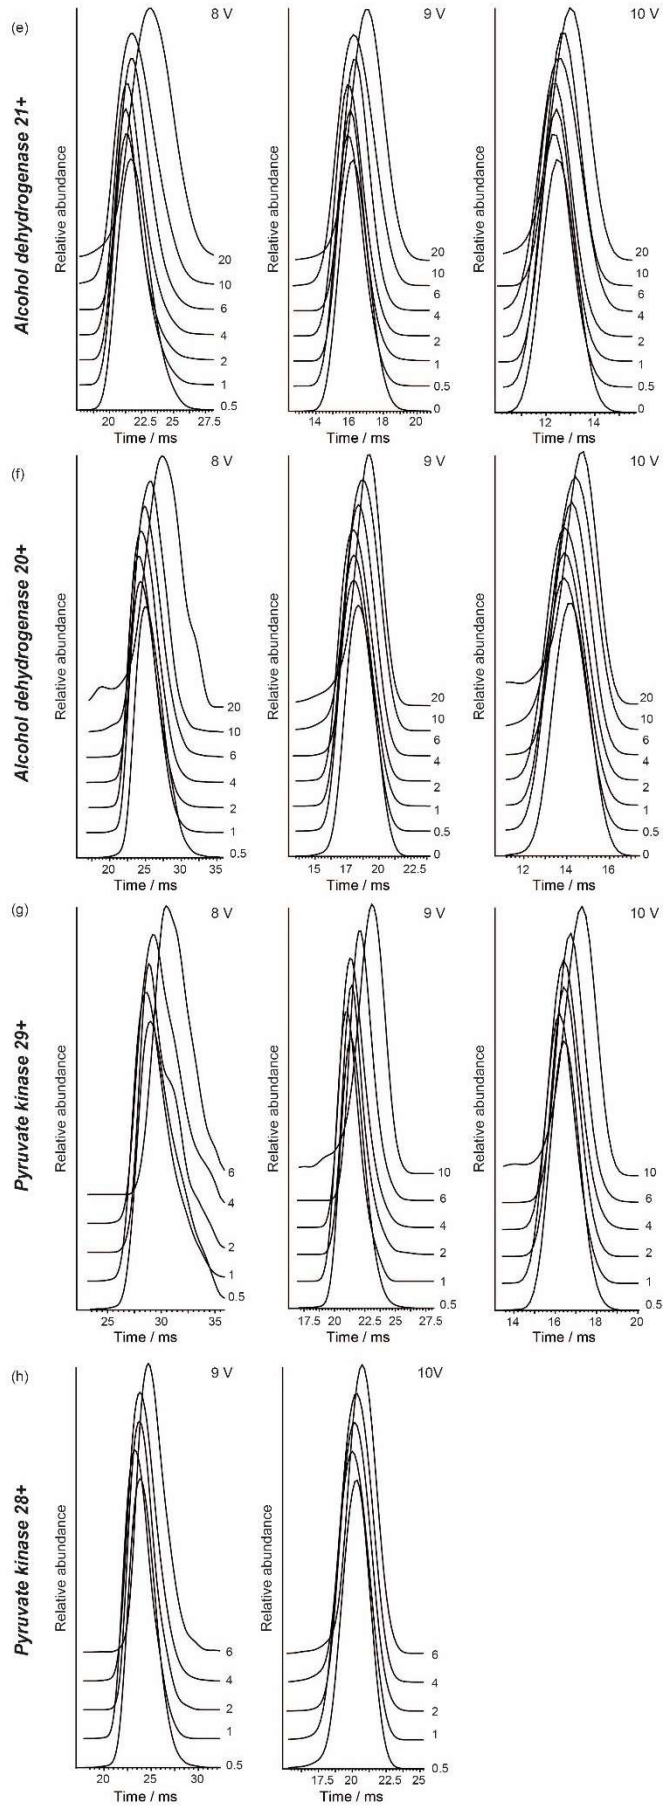 (e)
Alcohol dehydrogenase 21+
8 V
Relative abundance
20
10
6
4
2
1
0.5
20 22.5 25 27.5
Time / ms
9 V
Relative abundance
20
10
6
4
2
1
0.5
0
14 16 18 20
Time / ms
10 V
Relative abundance
20
10
6
4
2
1
0.5
0
12 14
Time / ms
(f)
Alcohol dehydrogenase 20+
8 V
Relative abundance
20
10
6
4
2
1
0.5
20 25 30 35
Time / ms
9 V
Relative abundance
20
10
6
4
2
1
0.5
0
15 17.5 20 22.5
Time / ms
10 V
Relative abundance
20
10
6
4
2
1
0.5
0
12 14 16
Time / ms
(g)
Pyruvate kinase 29+
8 V
Relative abundance
6
4
2
1
0.5
25 30 35
Time / ms
9 V
Relative abundance
10
6
4
2
1
0.5
17.5 20 22.5 25 27.5
Time / ms
10 V
Relative abundance
10
6
4
2
1
0.5
14 16 18 20
Time / ms
(h)
Pyruvate kinase 28+
9 V
Relative abundance
6
4
2
1
0.5
20 25 30
Time / ms
10V
Relative abundance
6
4
2
1
0.5
17.5 20 22.5 25
Time / ms